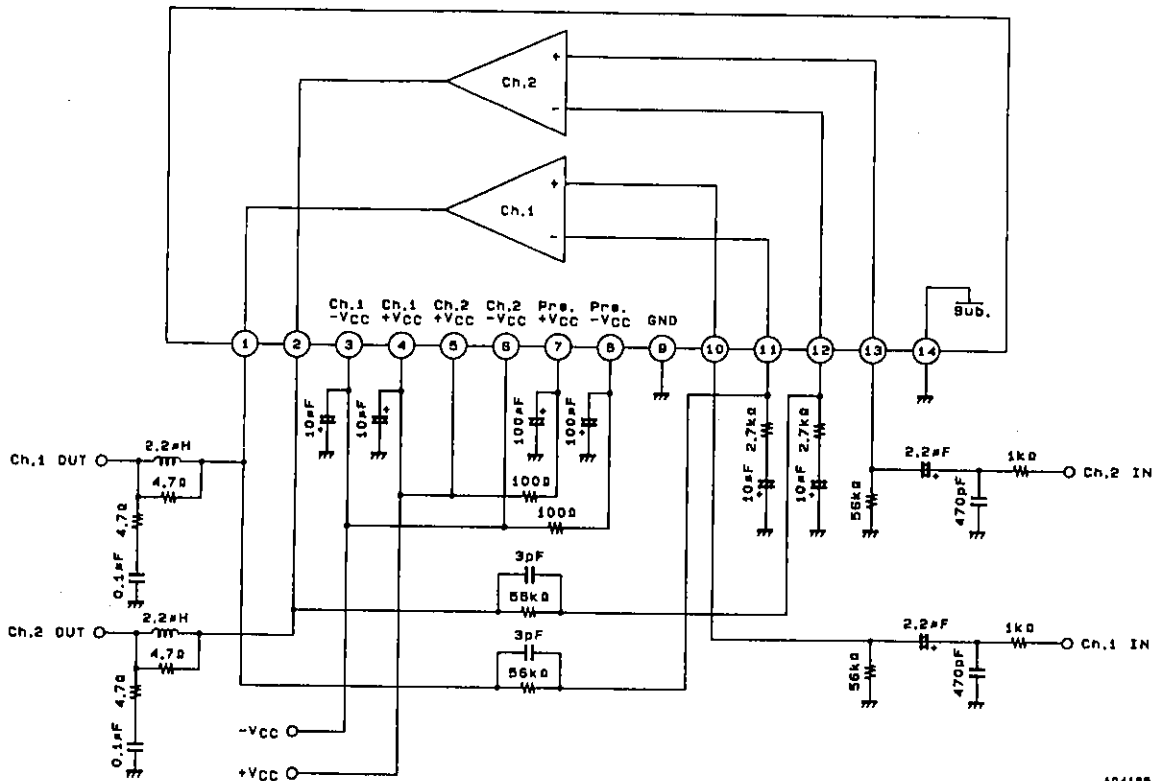 Ch.2
+
-
Ch.1
+
-
Ch.1 Ch.1 Ch.2 Ch.2 Pre. Pre.
-VCC +VCC +VCC -VCC +VCC -VCC GND
Sub.
1 2 3 4 5 6 7 8 9 10 11 12 13 14
10μF 10μF 100μF 100μF
2.7kΩ 2.7kΩ
10μF 10μF
Ch.1 OUT
2.2μH
4.7Ω
4.7Ω
0.1μF
100Ω
100Ω
56kΩ
2.2μF
470pF
1kΩ
Ch.2 IN
3pF
56kΩ
3pF
56kΩ
Ch.2 OUT
2.2μH
4.7Ω
4.7Ω
0.1μF
56kΩ
2.2μF
470pF
1kΩ
Ch.1 IN
-VCC
+VCC